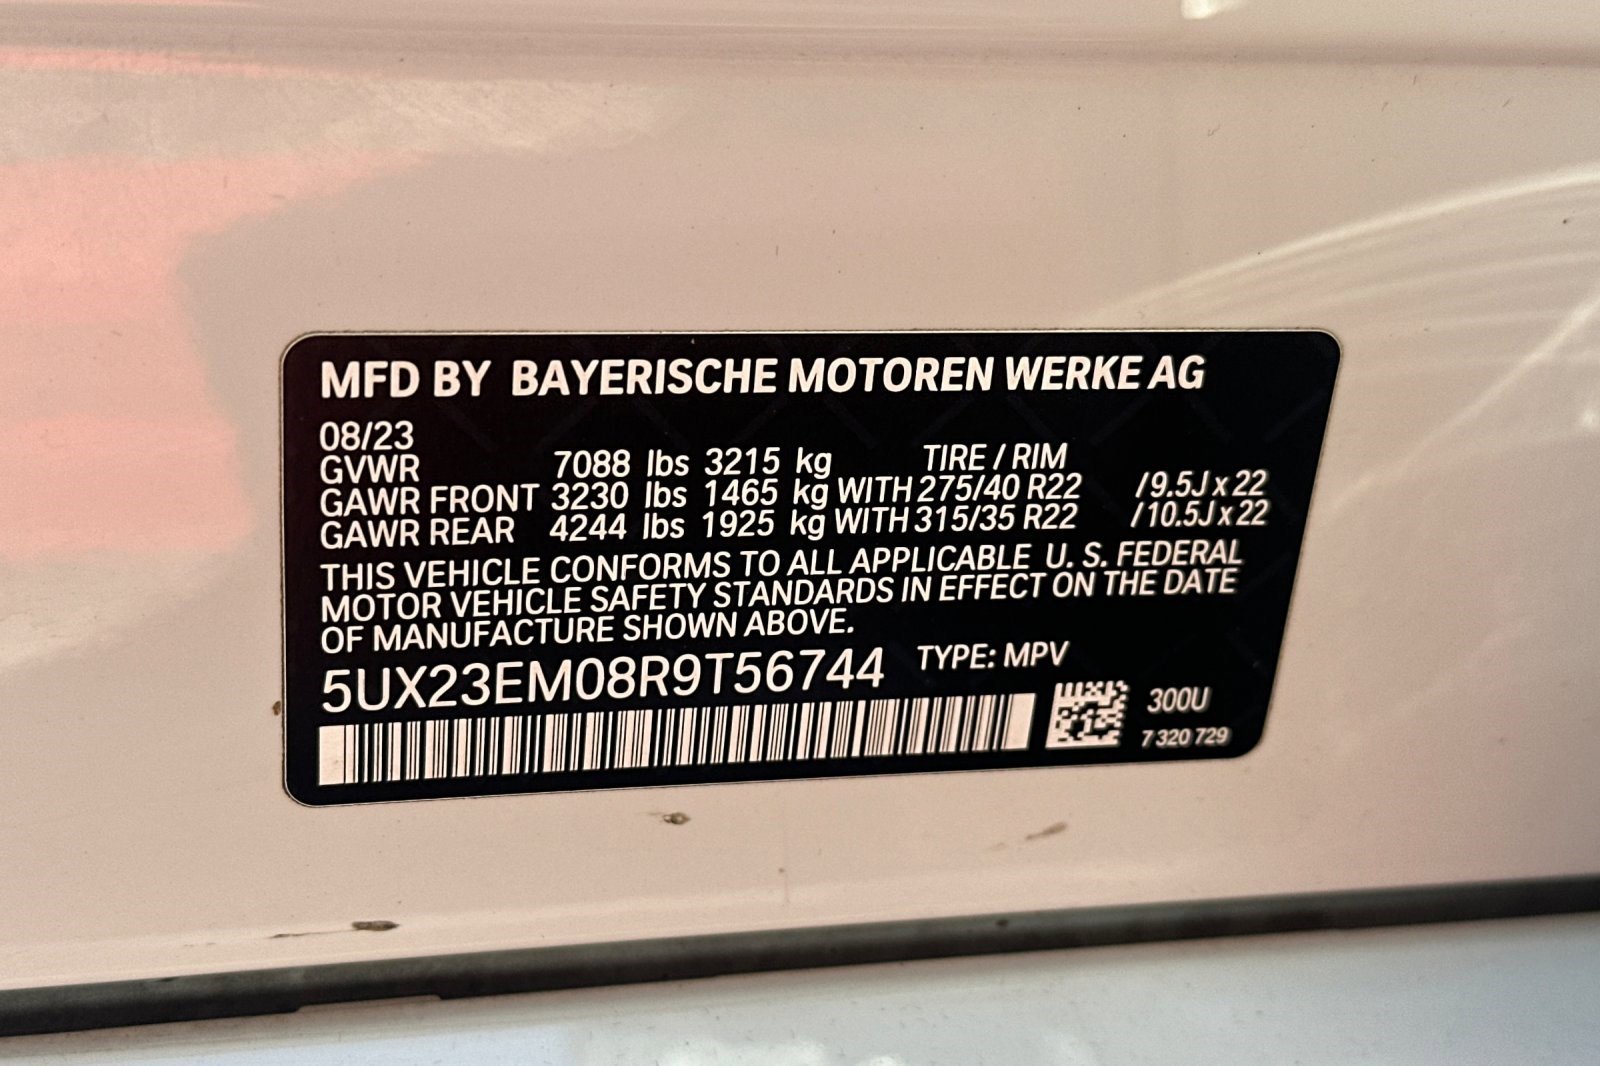 MFD BY BAYERISCHE MOTOREN WERKE AG
08/23
GVWR 7088 lbs 3215 kg TIRE / RIM
GAWR FRONT 3230 lbs 1465 kg WITH 275/40 R22 /9.5J x 22
GAWR REAR 4244 lbs 1925 kg WITH 315/35 R22 /10.5J x 22
THIS VEHICLE CONFORMS TO ALL APPLICABLE U. S. FEDERAL
MOTOR VEHICLE SAFETY STANDARDS IN EFFECT ON THE DATE
OF MANUFACTURE SHOWN ABOVE.
5UX23EM08R9T56744 TYPE: MPV
300U
7 320 729